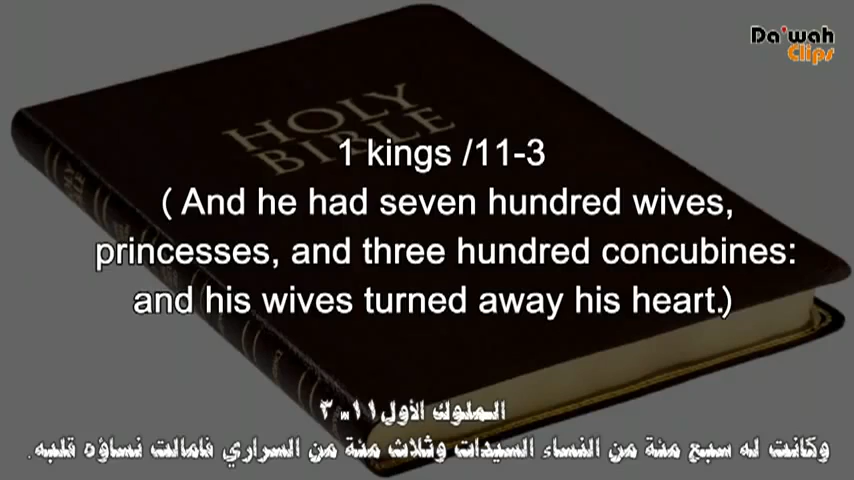 Da'wah
Clips
HOLY
BIBLE
1 kings /11-3
( And he had seven hundred wives,
princesses, and three hundred concubines:
and his wives turned away his heart.)
الملوك الأول ١١-٣
وكانت له سبع مئة من النساء السيدات وثلاث مئة من السراري فامالت نساؤه قلبه.